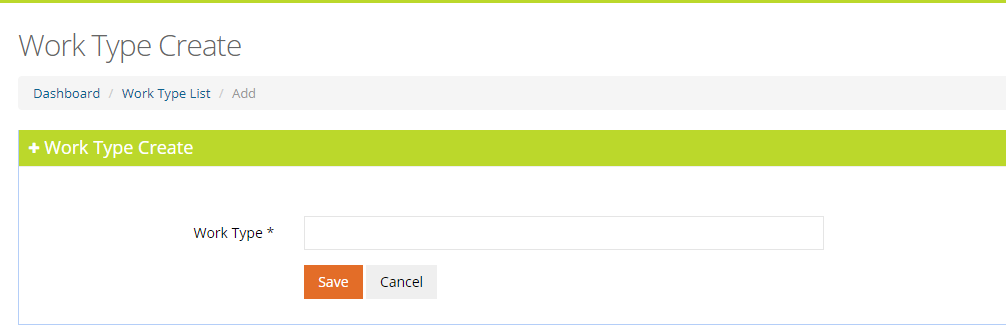 Work Type Create
Dashboard / Work Type List / Add
Work Type Create
Work Type *
Save Cancel